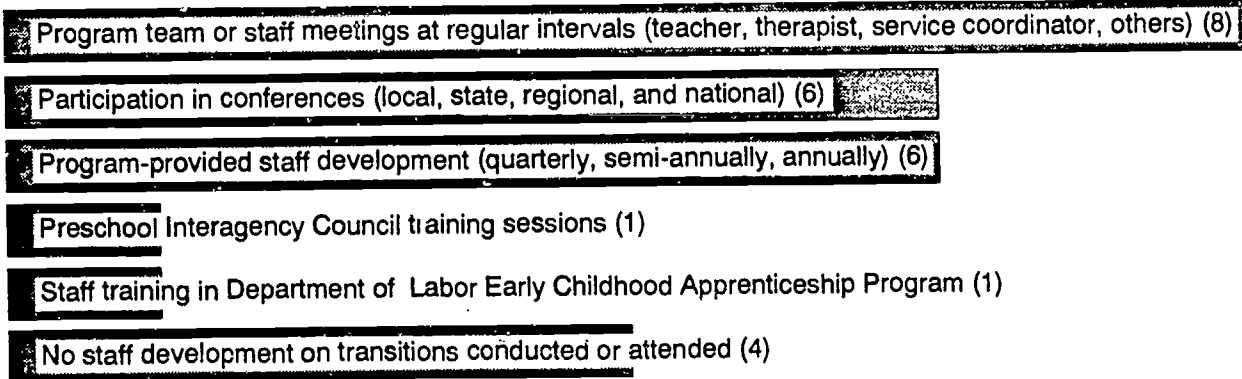 Program team or staff meetings at regular intervals (teacher, therapist, service coordinator, others) (8)
Participation in conferences (local, state, regional, and national) (6)
Program-provided staff development (quarterly, semi-annually, annually) (6)
Preschool Interagency Council training sessions (1)
Staff training in Department of Labor Early Childhood Apprenticeship Program (1)
No staff development on transitions conducted or attended (4)